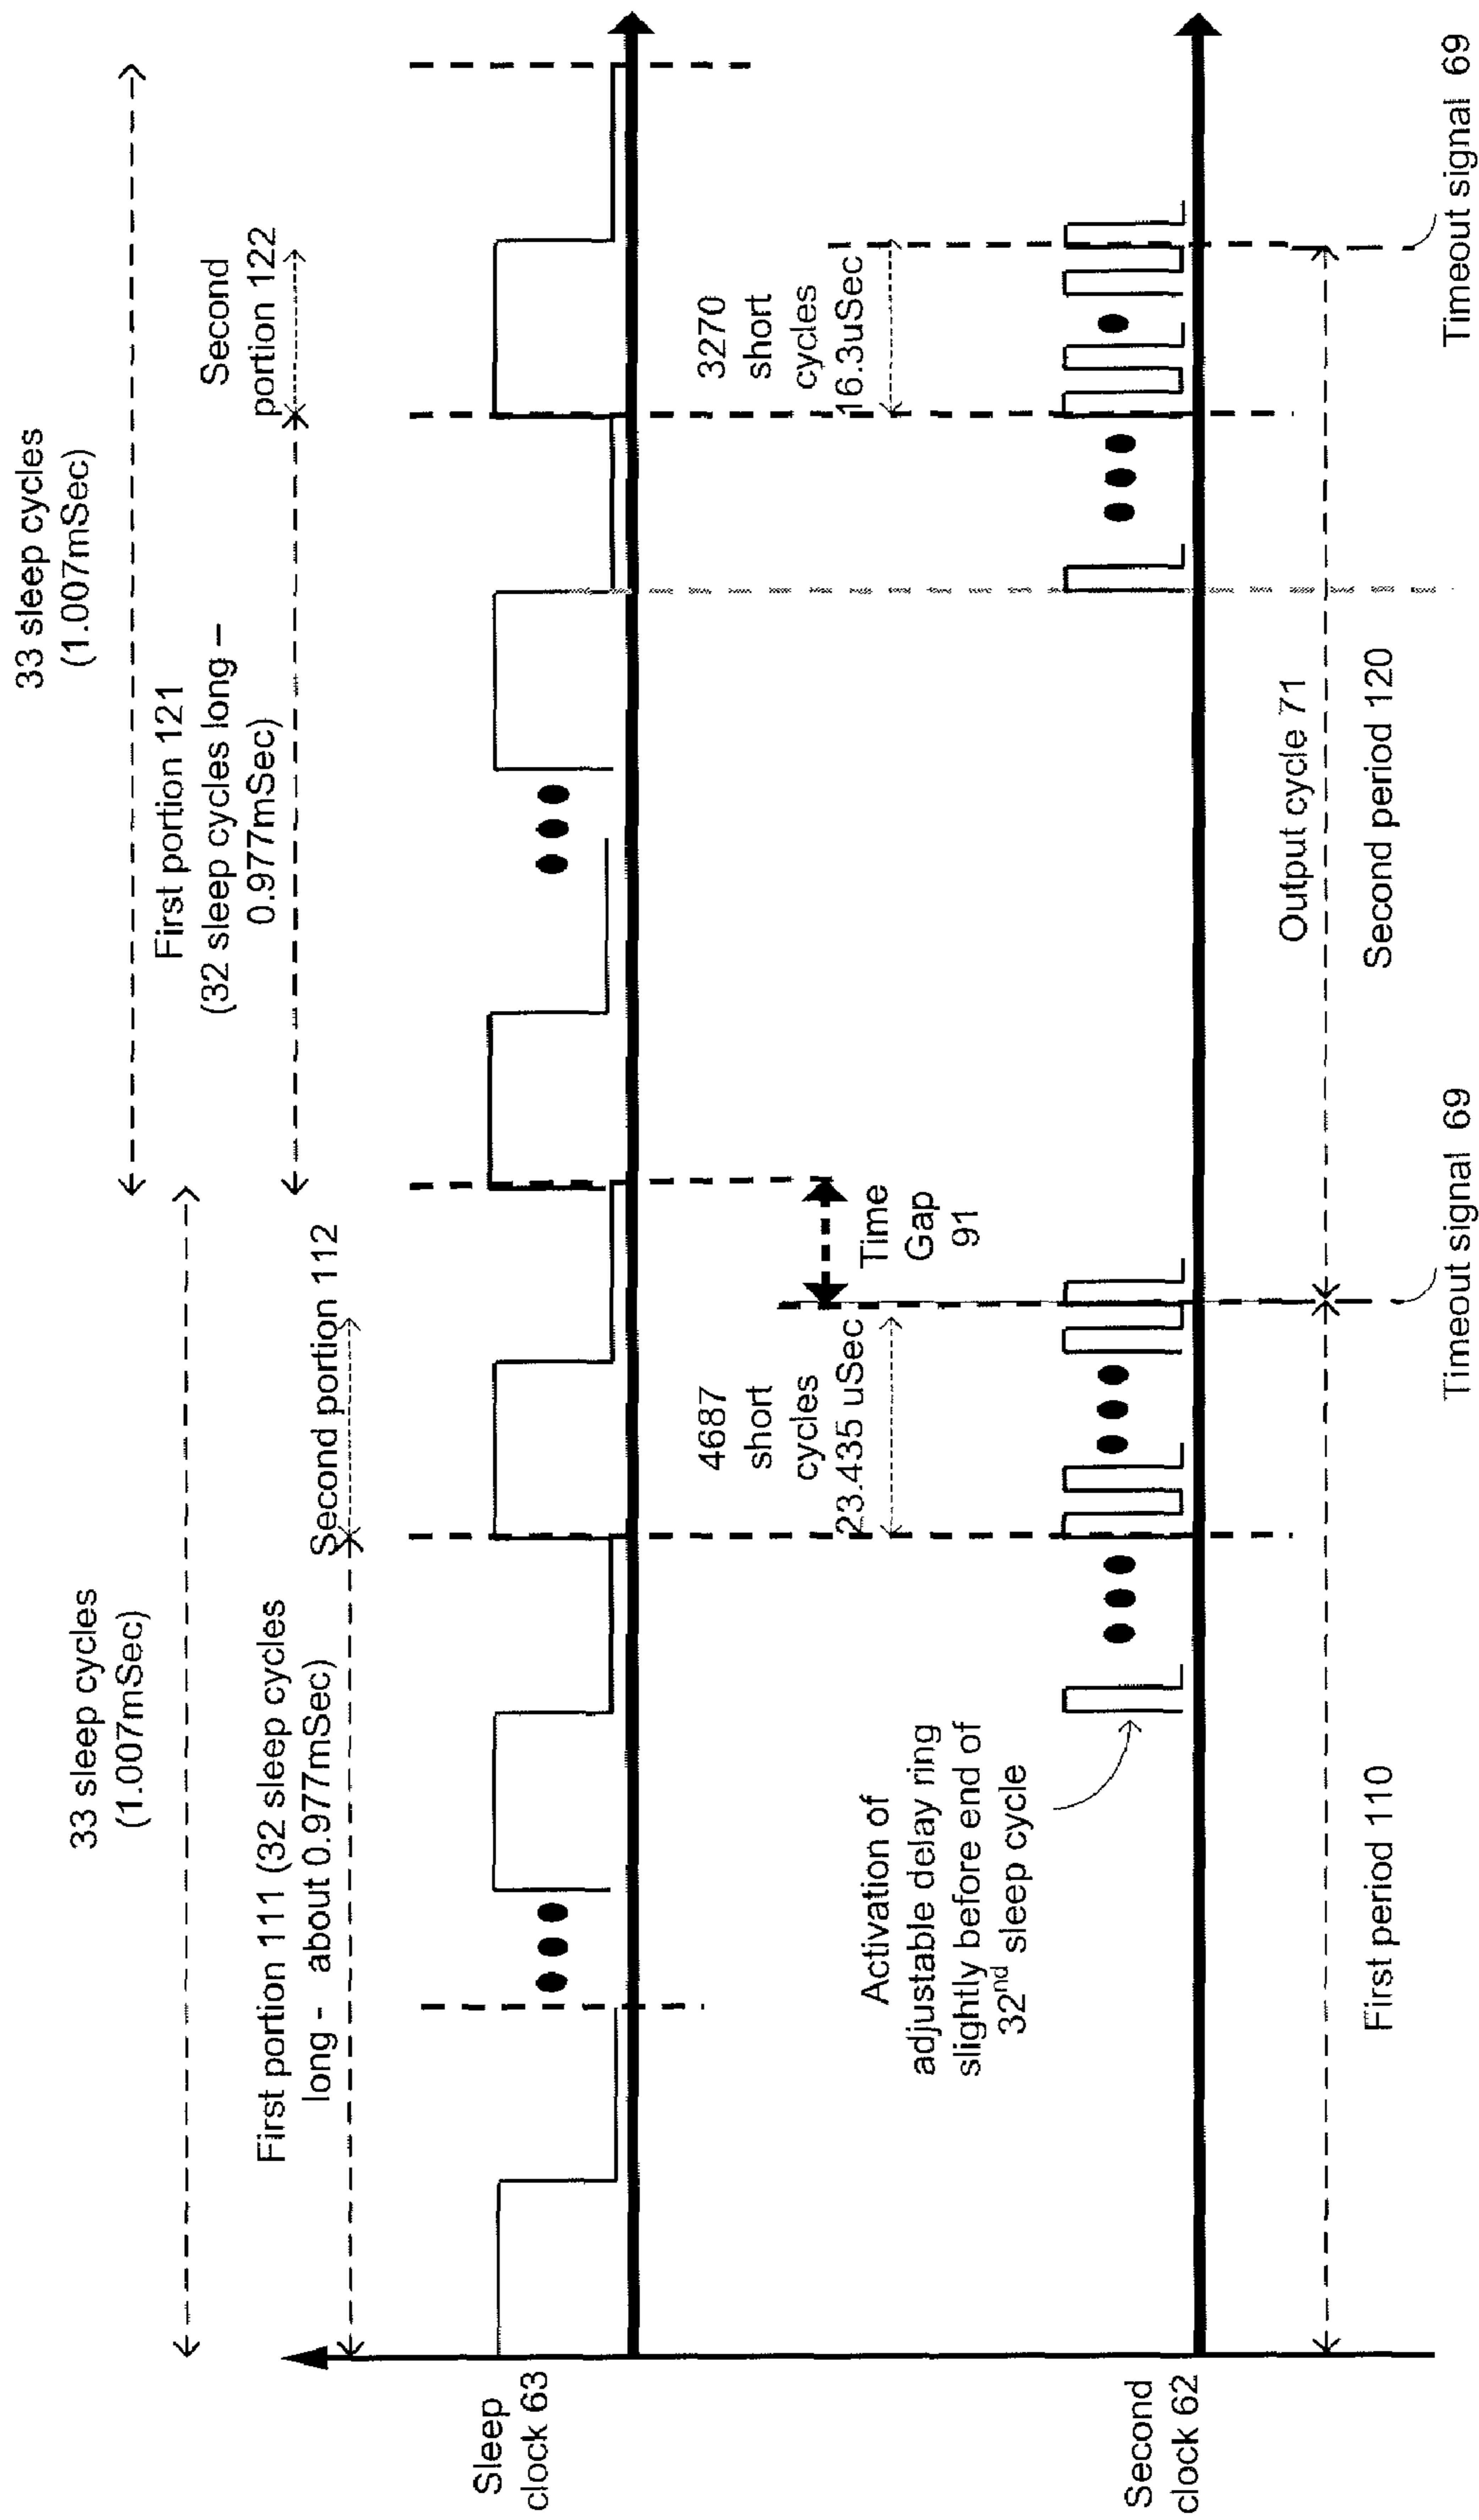 33 sleep cycles
(1.007mSec)
33 sleep cycles
(1.007mSec)
First portion 121
(32 sleep cycles long –
0.977mSec)
Second
portion 122
First portion 111 (32 sleep cycles
long - about 0.977mSec)
Second portion 112
Sleep
clock 63
4687
short
cycles
23.435 uSec
Time
Gap
91
3270
short
cycles
16.3uSec
Activation of
adjustable delay ring
slightly before end of
32nd sleep cycle
Second
clock 62
Output cycle 71
First period 110
Second period 120
Timeout signal 69
Timeout signal 69